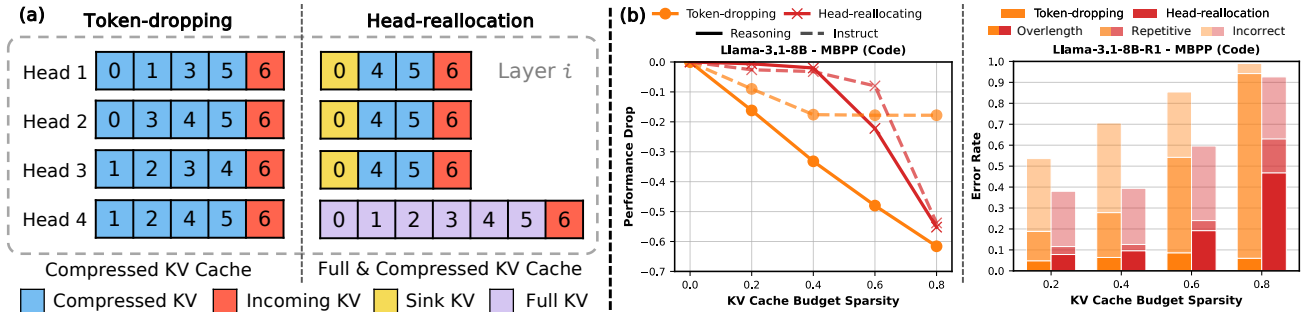 (a)
Token-dropping
Head-reallocation
Head 1
0 1 3 5 6
0 4 5 6
Layer i
Head 2
0 3 4 5 6
0 4 5 6
Head 3
1 2 3 4 6
0 4 5 6
Head 4
1 2 4 5 6
0 1 2 3 4 5 6
Compressed KV Cache
Full & Compressed KV Cache
Compressed KV
Incoming KV
Sink KV
Full KV
(b)
Token-dropping
Head-reallocating
Reasoning
Instruct
Llama-3.1-8B - MBPP (Code)
Performance Drop
0.0
−0.1
−0.2
−0.3
−0.4
−0.5
−0.6
−0.7
0.0 0.2 0.4 0.6 0.8
KV Cache Budget Sparsity
Token-dropping
Head-reallocation
Overlength
Repetitive
Incorrect
Llama-3.1-8B-R1 - MBPP (Code)
Error Rate
1.0
0.9
0.8
0.7
0.6
0.5
0.4
0.3
0.2
0.1
0.0
0.2 0.4 0.6 0.8
KV Cache Budget Sparsity